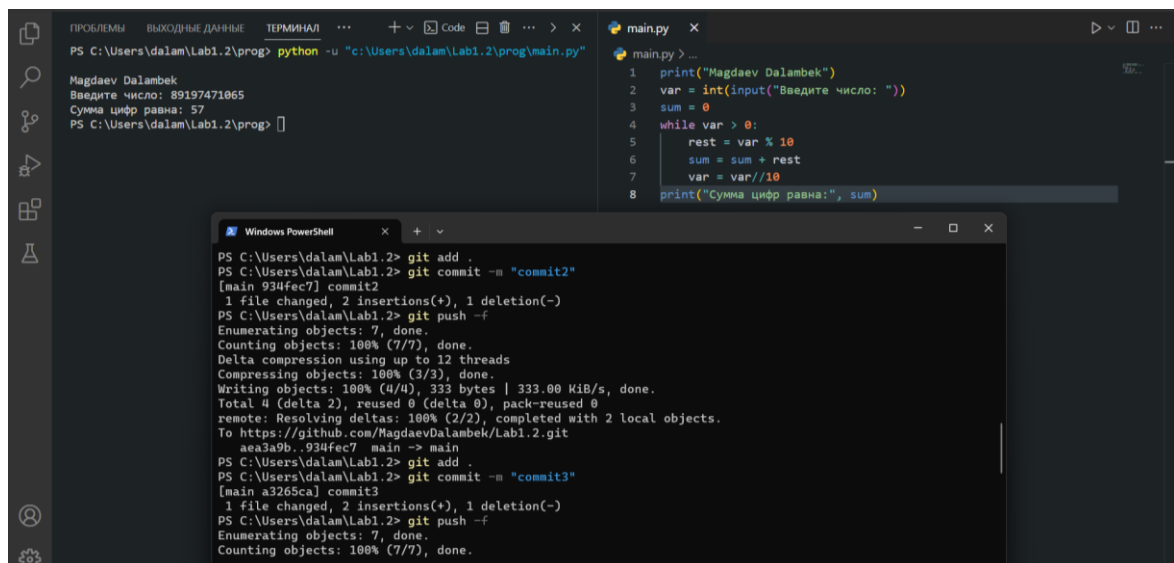 ПРОБЛЕМЫ ВЫХОДНЫЕ ДАННЫЕ ТЕРМИНАЛ ··· Code ···
PS C:\Users\dalam\Lab1.2\prog> python -u "c:\Users\dalam\Lab1.2\prog\main.py"
Magdaev Dalambek
Введите число: 89197471065
Сумма цифр равна: 57
PS C:\Users\dalam\Lab1.2\prog>
main.py
main.py > ...
1 print("Magdaev Dalambek")
2 var = int(input("Введите число: "))
3 sum = 0
4 while var > 0:
5 rest = var % 10
6 sum = sum + rest
7 var = var//10
8 print("Сумма цифр равна:", sum)
Windows PowerShell
PS C:\Users\dalam\Lab1.2> git add .
PS C:\Users\dalam\Lab1.2> git commit -m "commit2"
[main 934fec7] commit2
1 file changed, 2 insertions(+), 1 deletion(-)
PS C:\Users\dalam\Lab1.2> git push -f
Enumerating objects: 7, done.
Counting objects: 100% (7/7), done.
Delta compression using up to 12 threads
Compressing objects: 100% (3/3), done.
Writing objects: 100% (4/4), 333 bytes | 333.00 KiB/s, done.
Total 4 (delta 2), reused 0 (delta 0), pack-reused 0
remote: Resolving deltas: 100% (2/2), completed with 2 local objects.
To https://github.com/MagdaevDalambek/Lab1.2.git
aea3a9b..934fec7 main -> main
PS C:\Users\dalam\Lab1.2> git add .
PS C:\Users\dalam\Lab1.2> git commit -m "commit3"
[main a3265ca] commit3
1 file changed, 2 insertions(+), 1 deletion(-)
PS C:\Users\dalam\Lab1.2> git push -f
Enumerating objects: 7, done.
Counting objects: 100% (7/7), done.